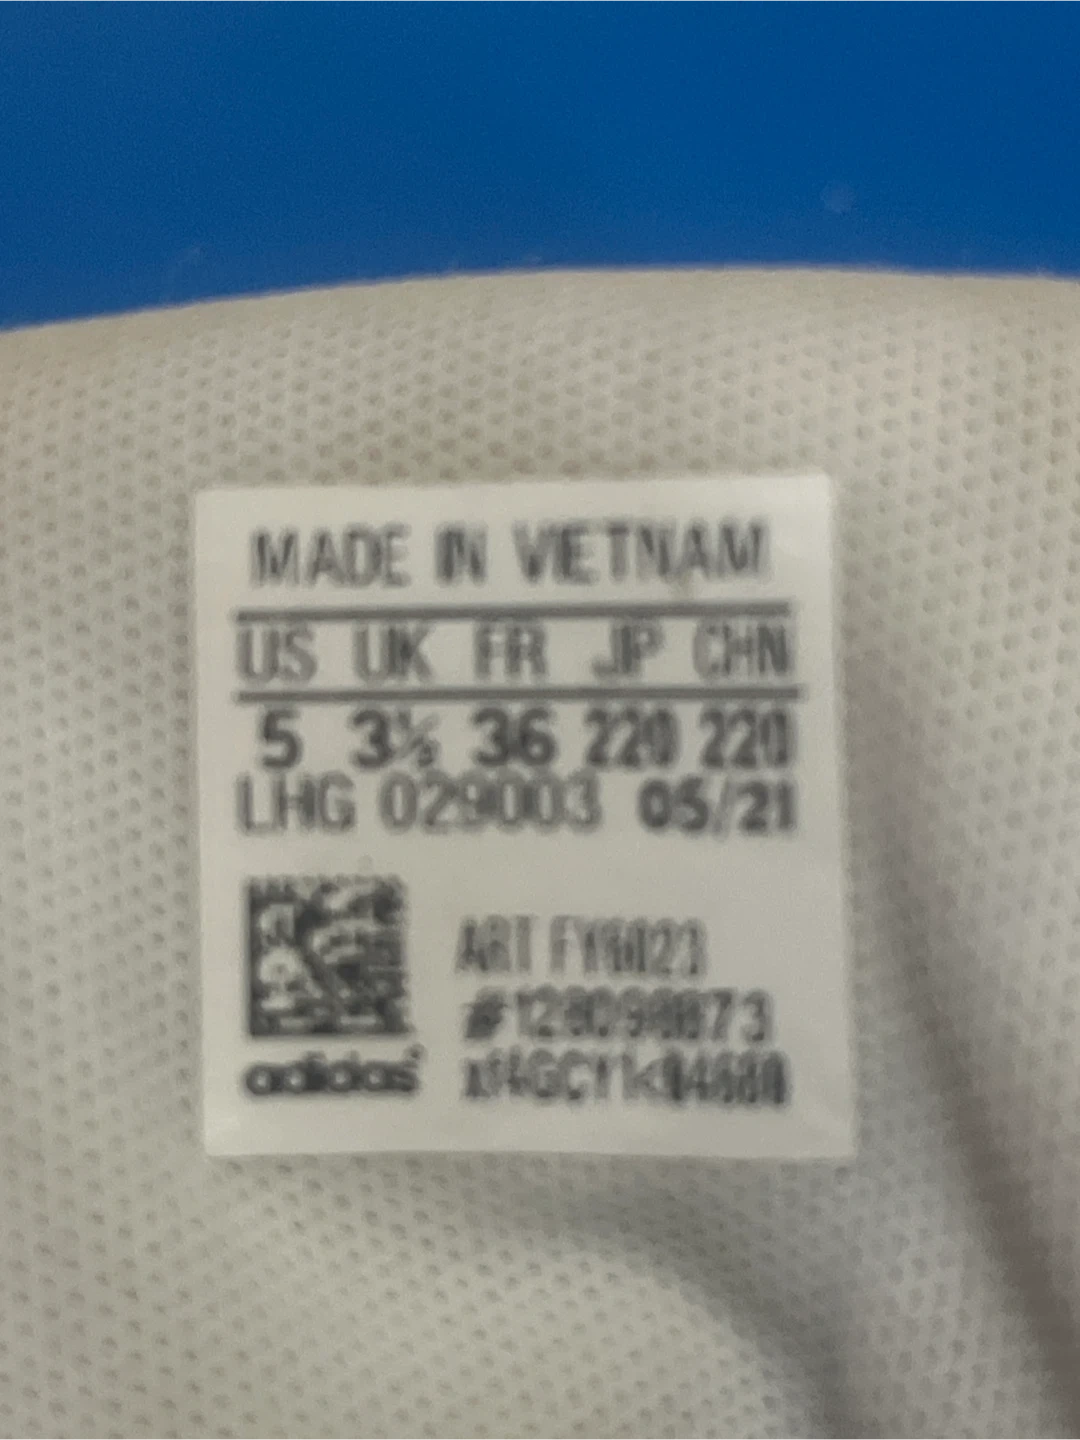 MADE IN VIETNAM
US UK FR JP CHN
5 3½ 36 220 220
LHG 029003 05/21
ART
adidas